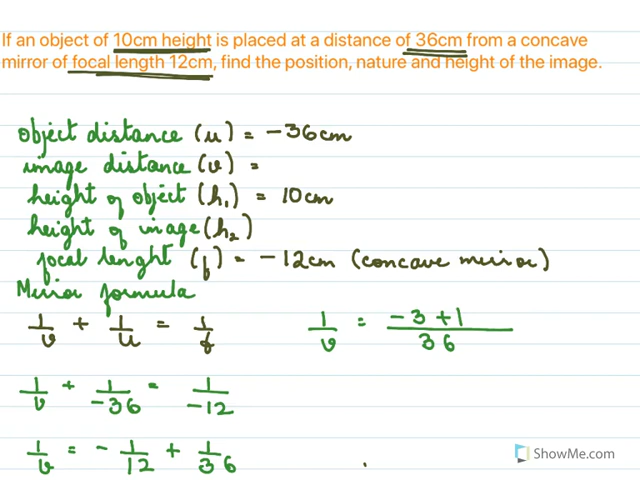 If an object of 10cm height is placed at a distance of 36cm from a concave
mirror of focal length 12cm, find the position, nature and height of the image.
object distance (u) = -36cm
image distance (v) =
height of object (h₁) = 10cm
height of image (h₂)
focal lenght (f) = -12cm (concave mirror)
Mirror formula
1/v + 1/u = 1/f
1/v + 1/-36 = 1/-12
1/v = - 1/12 + 1/36
1/v = -3+1/36
ShowMe.com